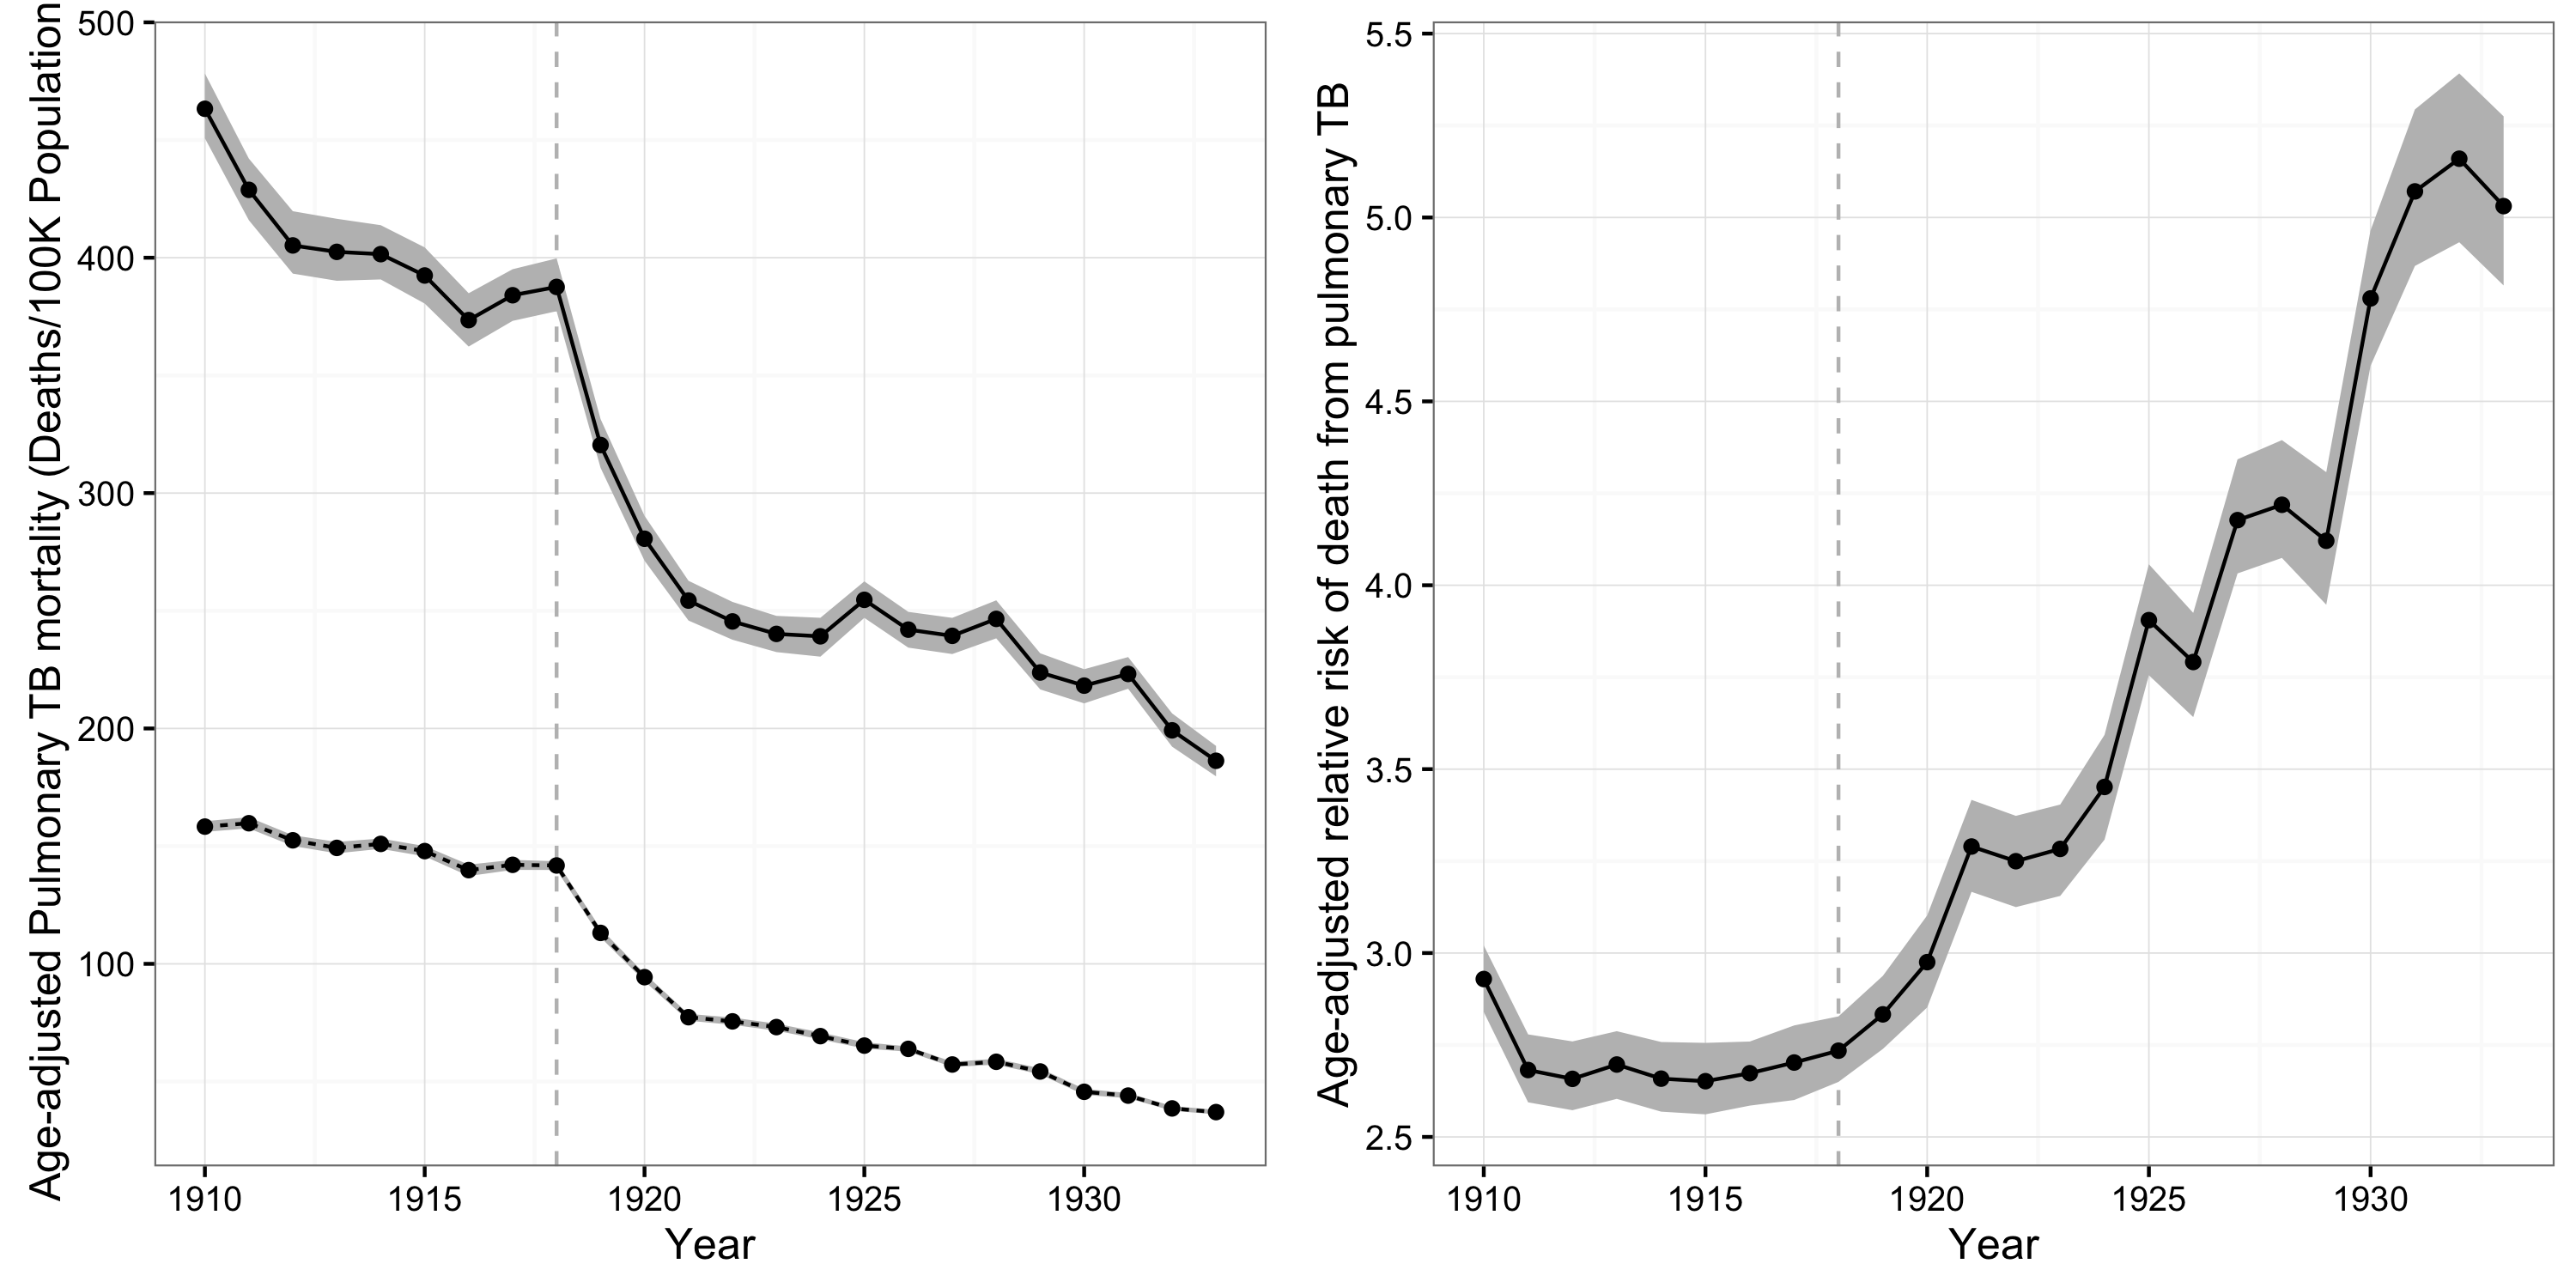 Age-adjusted Pulmonary TB mortality (Deaths/100K Population
500
400
300
200
100
1910 1915 1920 1925 1930
Year
Age-adjusted relative risk of death from pulmonary TB
5.5
5.0
4.5
4.0
3.5
3.0
2.5
1910 1915 1920 1925 1930
Year